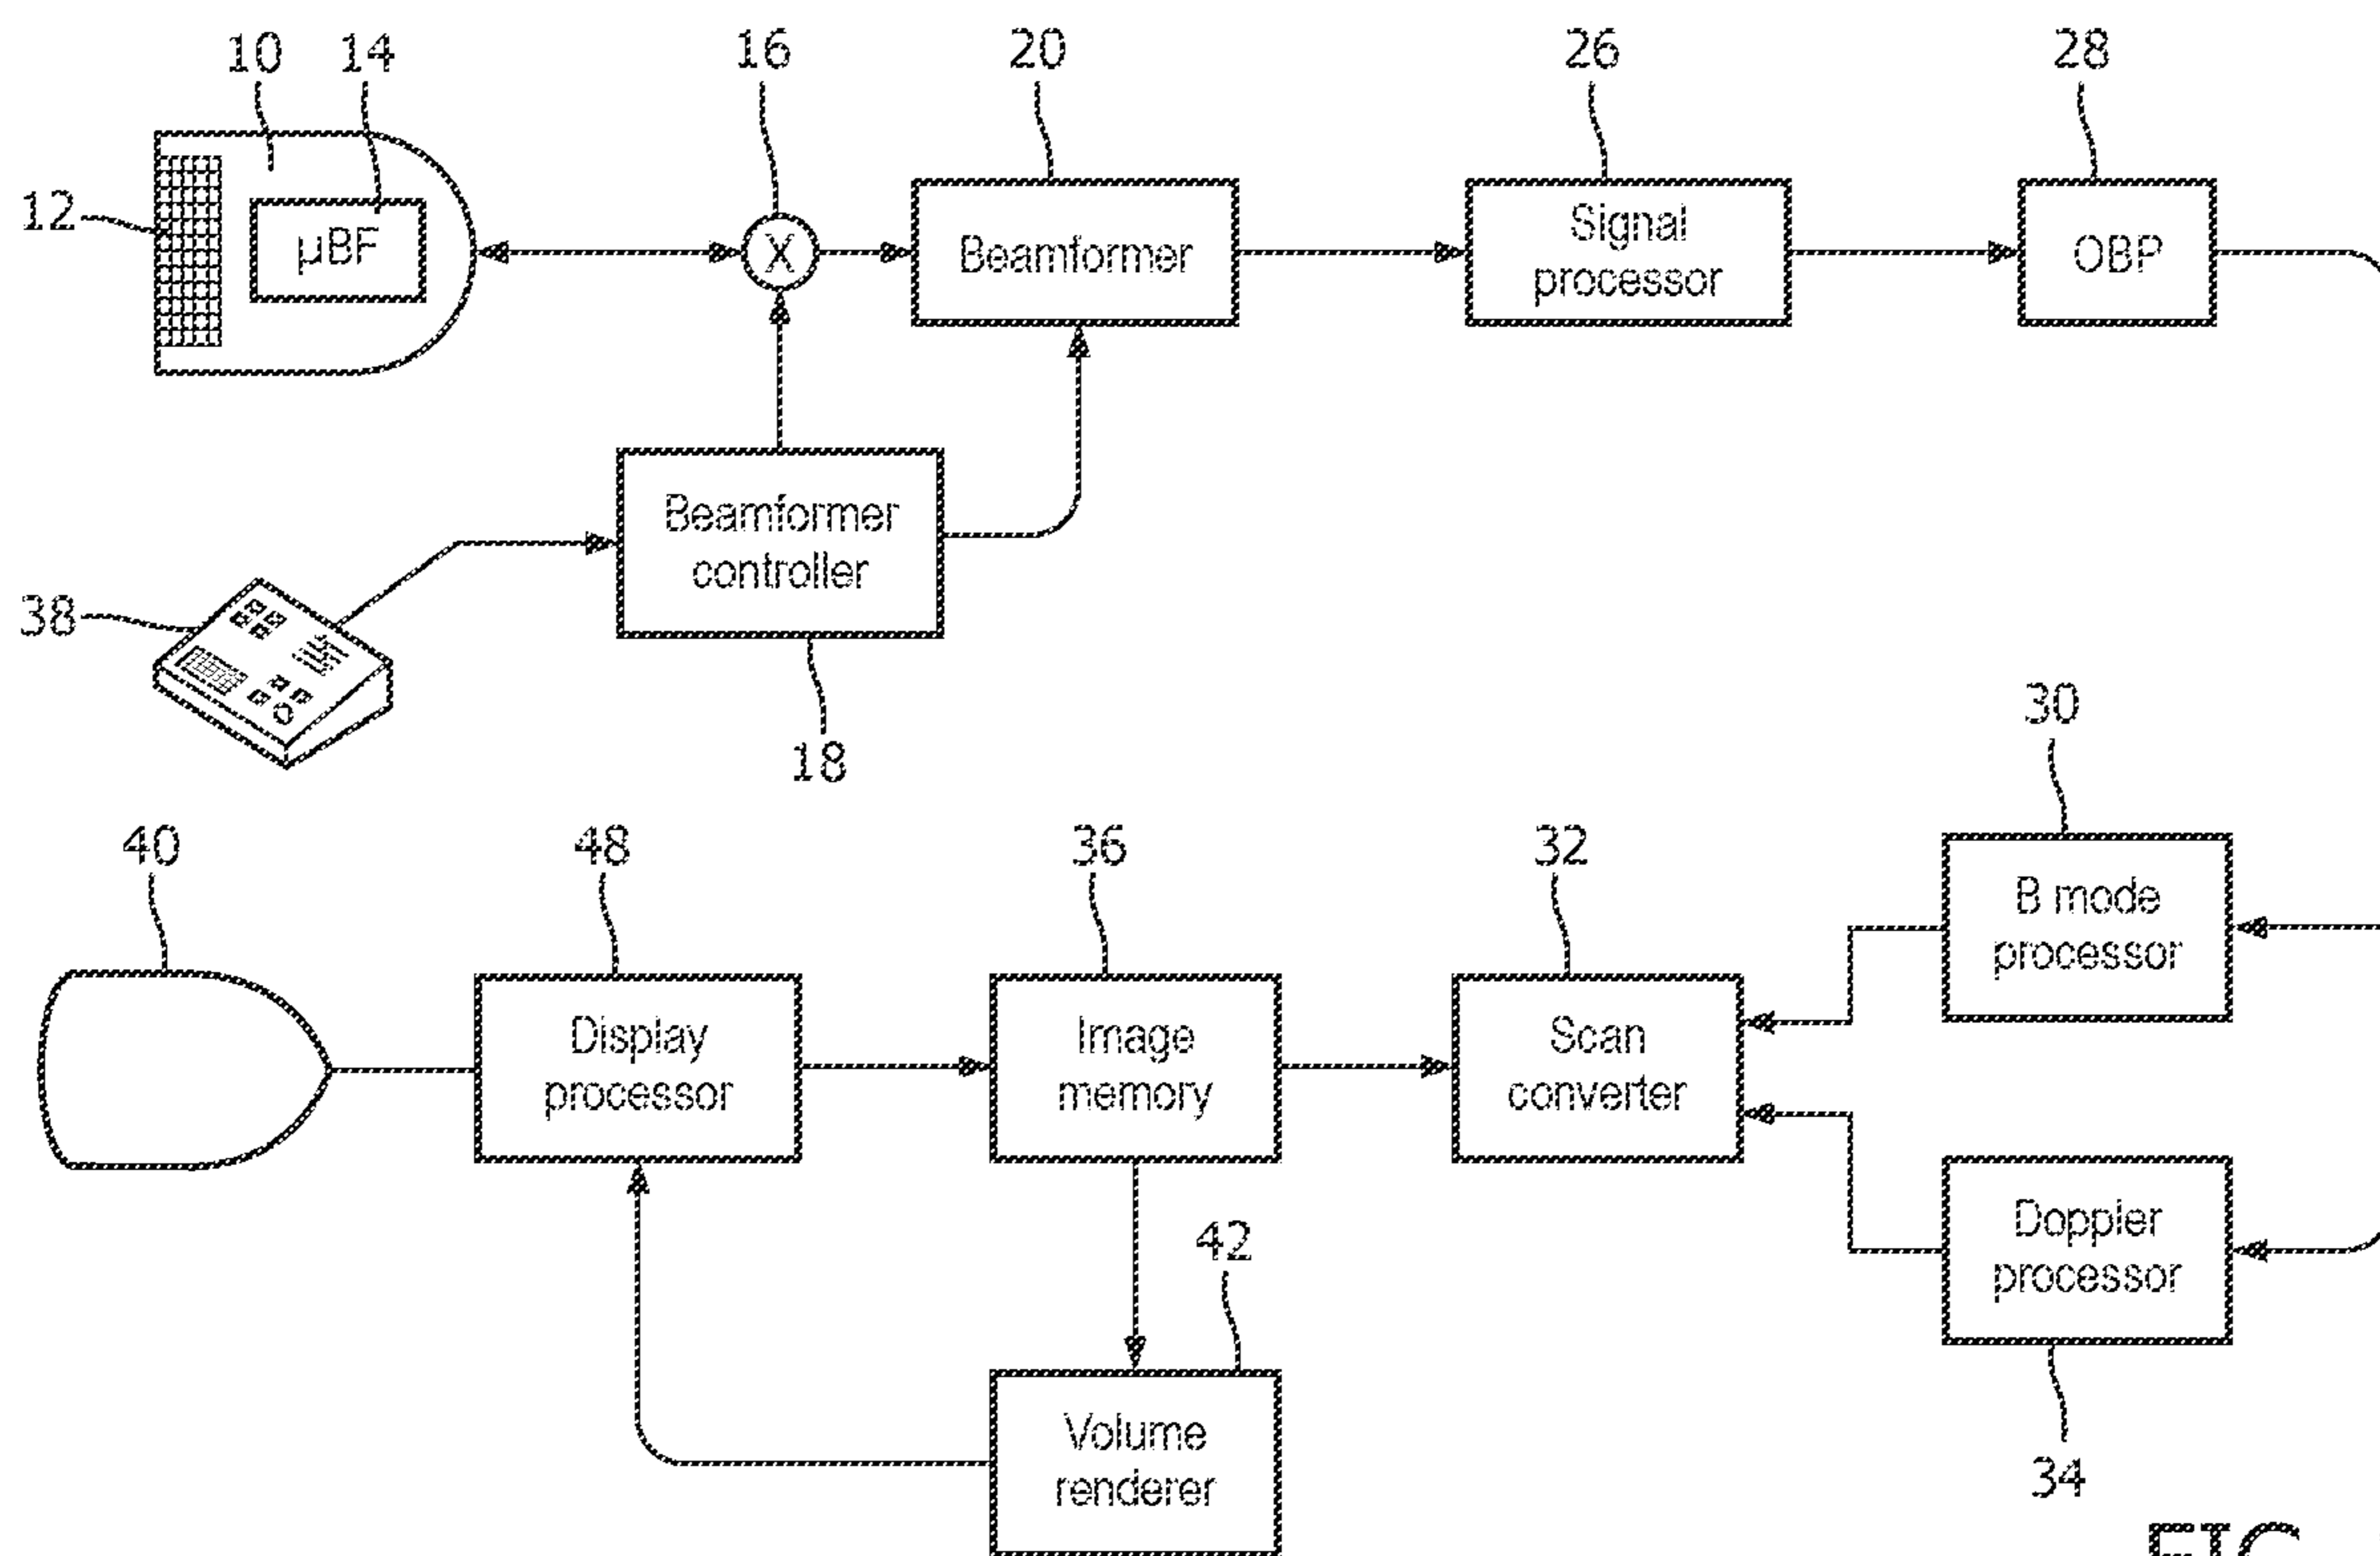 10 14 16 20 26 28
12
µBF
X
Beamformer
Signal
processor
OBP
Beamformer
controller
38
18
30
40 48 36 32
B mode
processor
Display
processor
Image
memory
Scan
converter
Doppler
processor
42
Volume
renderer
34
FIG